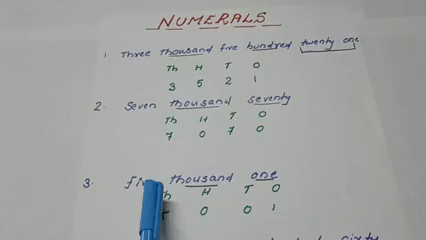 NUMERALS
1. Three thousand five hundred twenty one
Th H T O
3 5 2 1
2. Seven thousand seventy
Th H T O
7 0 7 0
3. thousand one
H T O
0 0 1